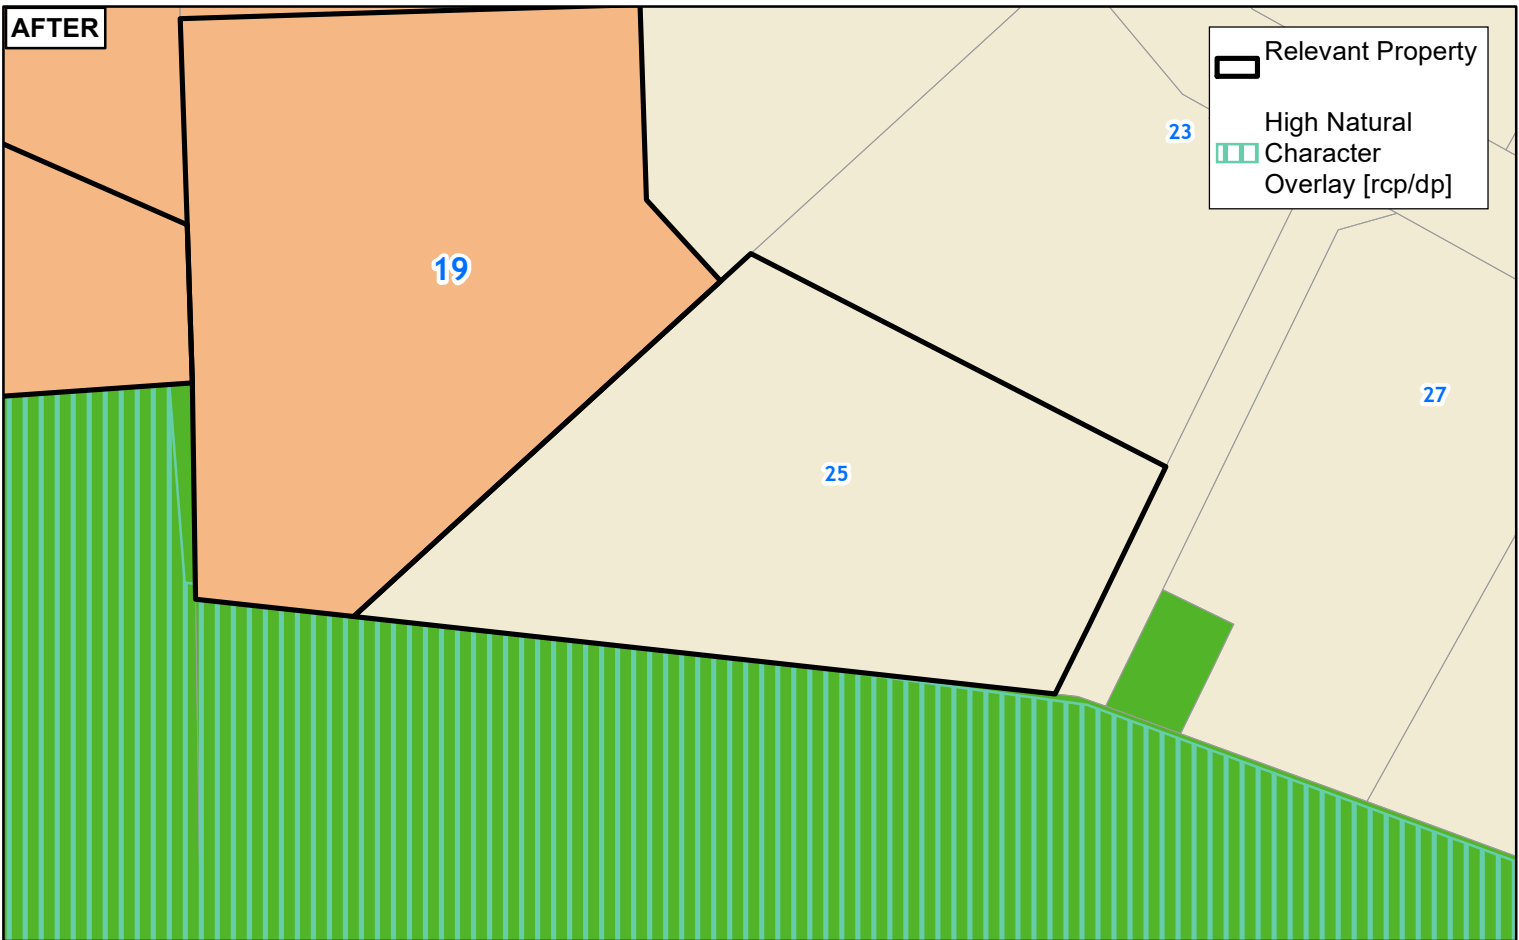 AFTER
Relevant Property
High Natural
Character
Overlay [rcp/dp]
23
19
27
25